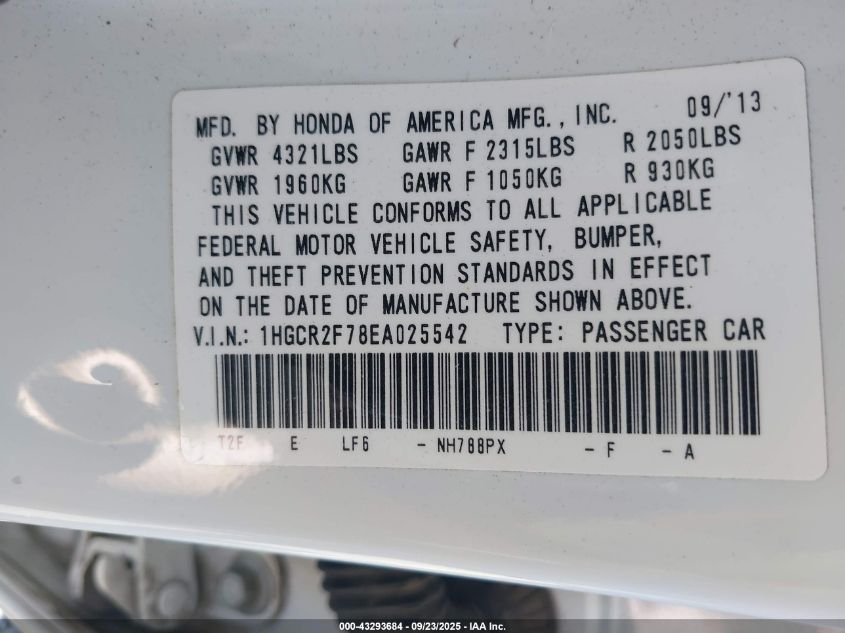 MFD. BY HONDA OF AMERICA MFG., INC. 09/'13
GVWR 4321LBS GAWR F 2315LBS R 2050LBS
GVWR 1960KG GAWR F 1050KG R 930KG
THIS VEHICLE CONFORMS TO ALL APPLICABLE
FEDERAL MOTOR VEHICLE SAFETY, BUMPER,
AND THEFT PREVENTION STANDARDS IN EFFECT
ON THE DATE OF MANUFACTURE SHOWN ABOVE.
V.I.N.: 1HGCR2F78EA025542 TYPE: PASSENGER CAR
T2F E LF6 - NH788PX - F - A
000-43293684 | 09/23/2025 - IAA Inc.